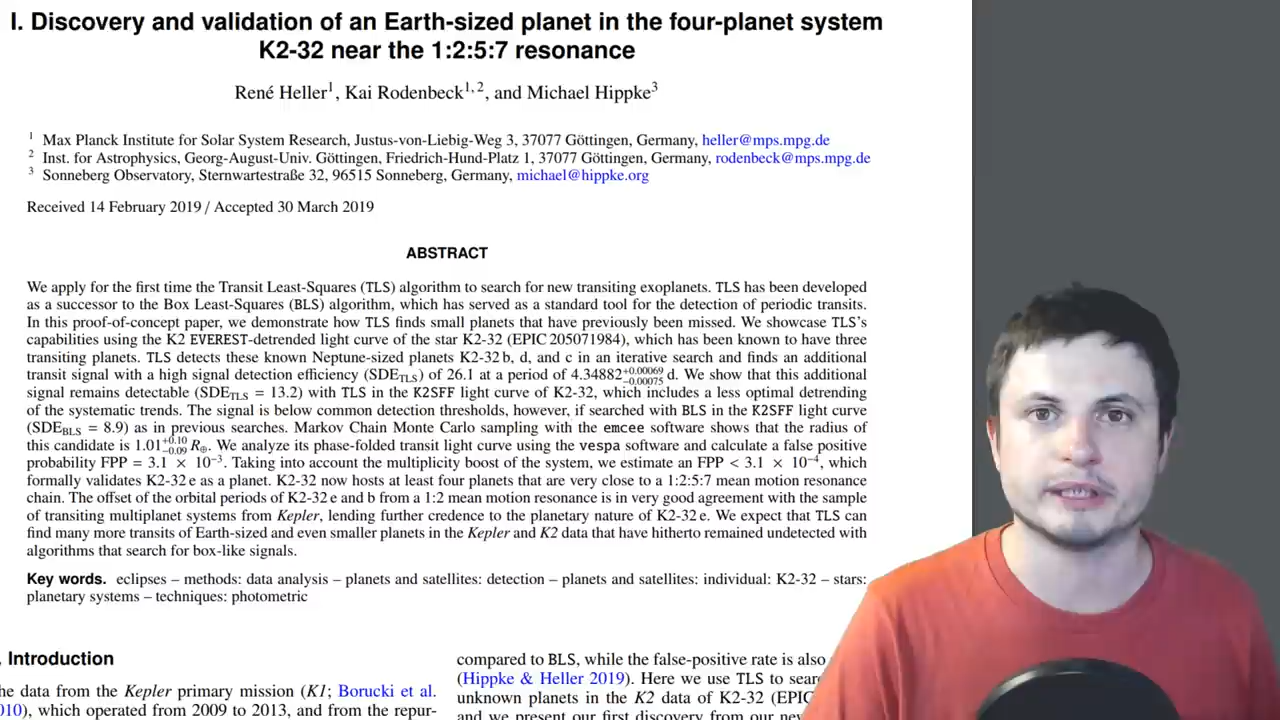 I. Discovery and validation of an Earth-sized planet in the four-planet system
K2-32 near the 1:2:5:7 resonance
René Heller¹, Kai Rodenbeck¹,², and Michael Hippke³
¹ Max Planck Institute for Solar System Research, Justus-von-Liebig-Weg 3, 37077 Göttingen, Germany, heller@mps.mpg.de
² Inst. for Astrophysics, Georg-August-Univ. Göttingen, Friedrich-Hund-Platz 1, 37077 Göttingen, Germany, rodenbeck@mps.mpg.de
³ Sonneberg Observatory, Sternwartestraße 32, 96515 Sonneberg, Germany, michael@hippke.org
Received 14 February 2019 / Accepted 30 March 2019
ABSTRACT
We apply for the first time the Transit Least-Squares (TLS) algorithm to search for new transiting exoplanets. TLS has been developed
as a successor to the Box Least-Squares (BLS) algorithm, which has served as a standard tool for the detection of periodic transits.
In this proof-of-concept paper, we demonstrate how TLS finds small planets that have previously been missed. We showcase TLS's
capabilities using the K2 EVEREST-detrended light curve of the star K2-32 (EPIC 205071984), which has been known to have three
transiting planets. TLS detects these known Neptune-sized planets K2-32 b, d, and c in an iterative search and finds an additional
transit signal with a high signal detection efficiency (SDE_TLS) of 26.1 at a period of 4.34882^{+0.00069}_{−0.00075} d. We show that this additional
signal remains detectable (SDE_TLS = 13.2) with TLS in the K2SFF light curve of K2-32, which includes a less optimal detrending
of the systematic trends. The signal is below common detection thresholds, however, if searched with BLS in the K2SFF light curve
(SDE_BLS = 8.9) as in previous searches. Markov Chain Monte Carlo sampling with the emcee software shows that the radius of
this candidate is 1.01^{+0.10}_{−0.09} R⊕. We analyze its phase-folded transit light curve using the vespa software and calculate a false positive
probability FPP = 3.1 × 10⁻³. Taking into account the multiplicity boost of the system, we estimate an FPP < 3.1 × 10⁻⁴, which
formally validates K2-32 e as a planet. K2-32 now hosts at least four planets that are very close to a 1:2:5:7 mean motion resonance
chain. The offset of the orbital periods of K2-32 e and b from a 1:2 mean motion resonance is in very good agreement with the sample
of transiting multiplanet systems from Kepler, lending further credence to the planetary nature of K2-32 e. We expect that TLS can
find many more transits of Earth-sized and even smaller planets in the Kepler and K2 data that have hitherto remained undetected with
algorithms that search for box-like signals.
Key words. eclipses – methods: data analysis – planets and satellites: detection – planets and satellites: individual: K2-32 – stars:
planetary systems – techniques: photometric
. Introduction
he data from the Kepler primary mission (K1; Borucki et al.
010), which operated from 2009 to 2013, and from the repur-
compared to BLS, while the false-positive rate is also
(Hippke & Heller 2019). Here we use TLS to sear
unknown planets in the K2 data of K2-32 (EPIC
and we present our first discovery from our new